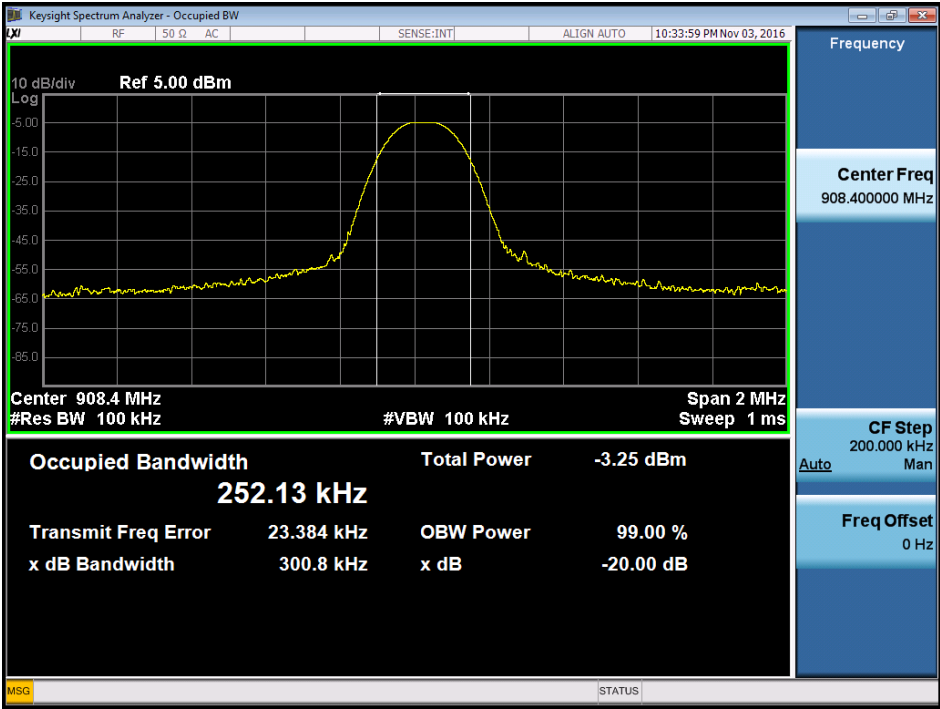 Keysight Spectrum Analyzer - Occupied BW
LXI RF 50 Ω AC SENSE:INT ALIGN AUTO 10:33:59 PM Nov 03, 2016
Frequency
10 dB/div Ref 5.00 dBm
Log
-5.00
-15.0
-25.0
-35.0
-45.0
-55.0
-65.0
-75.0
-85.0
Center 908.4 MHz Span 2 MHz
#Res BW 100 kHz #VBW 100 kHz Sweep 1 ms
Occupied Bandwidth Total Power -3.25 dBm
252.13 kHz
Transmit Freq Error 23.384 kHz OBW Power 99.00 %
x dB Bandwidth 300.8 kHz x dB -20.00 dB
Center Freq
908.400000 MHz
CF Step
200.000 kHz
Auto Man
Freq Offset
0 Hz
MSG STATUS